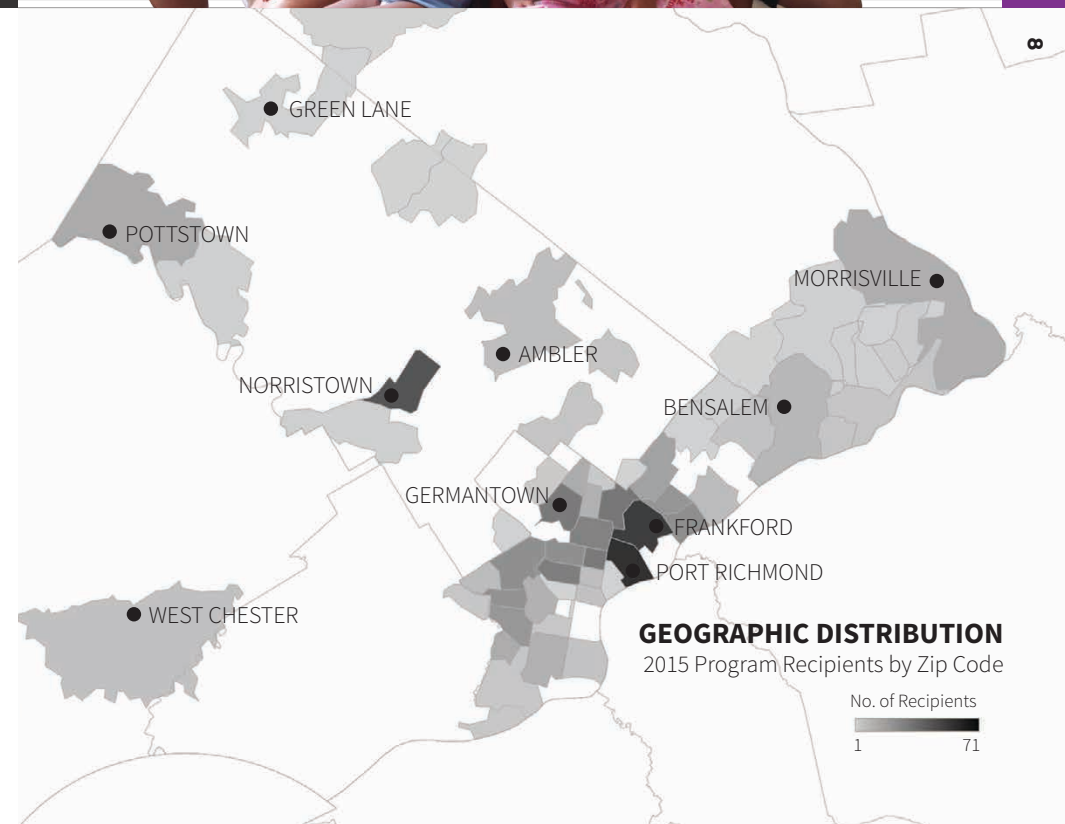 8
GREEN LANE
POTTSTOWN
MORRISVILLE
AMBLER
NORRISTOWN
BENSALEM
GERMANTOWN
FRANKFORD
PORT RICHMOND
WEST CHESTER
GEOGRAPHIC DISTRIBUTION
2015 Program Recipients by Zip Code
No. of Recipients
1 71